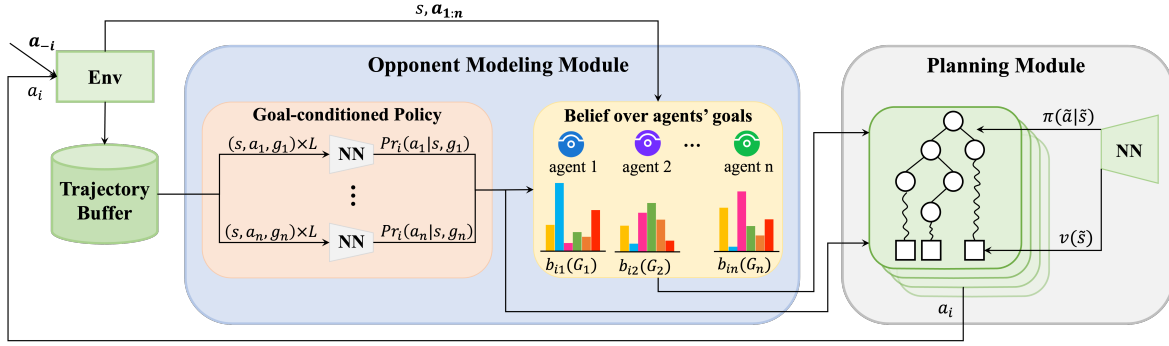 s, a₁:ₙ
a₋ᵢ
Env
aᵢ
Trajectory
Buffer
Opponent Modeling Module
Goal-conditioned Policy
(s, a₁, g₁)×L
NN
Prᵢ(a₁|s, g₁)
⋮
(s, aₙ, gₙ)×L
NN
Prᵢ(aₙ|s, gₙ)
Belief over agents' goals
...
agent 1 agent 2 agent n
bᵢ₁(G₁) bᵢ₂(G₂) bᵢₙ(Gₙ)
Planning Module
π(ã|s̃)
NN
v(s̃)
aᵢ